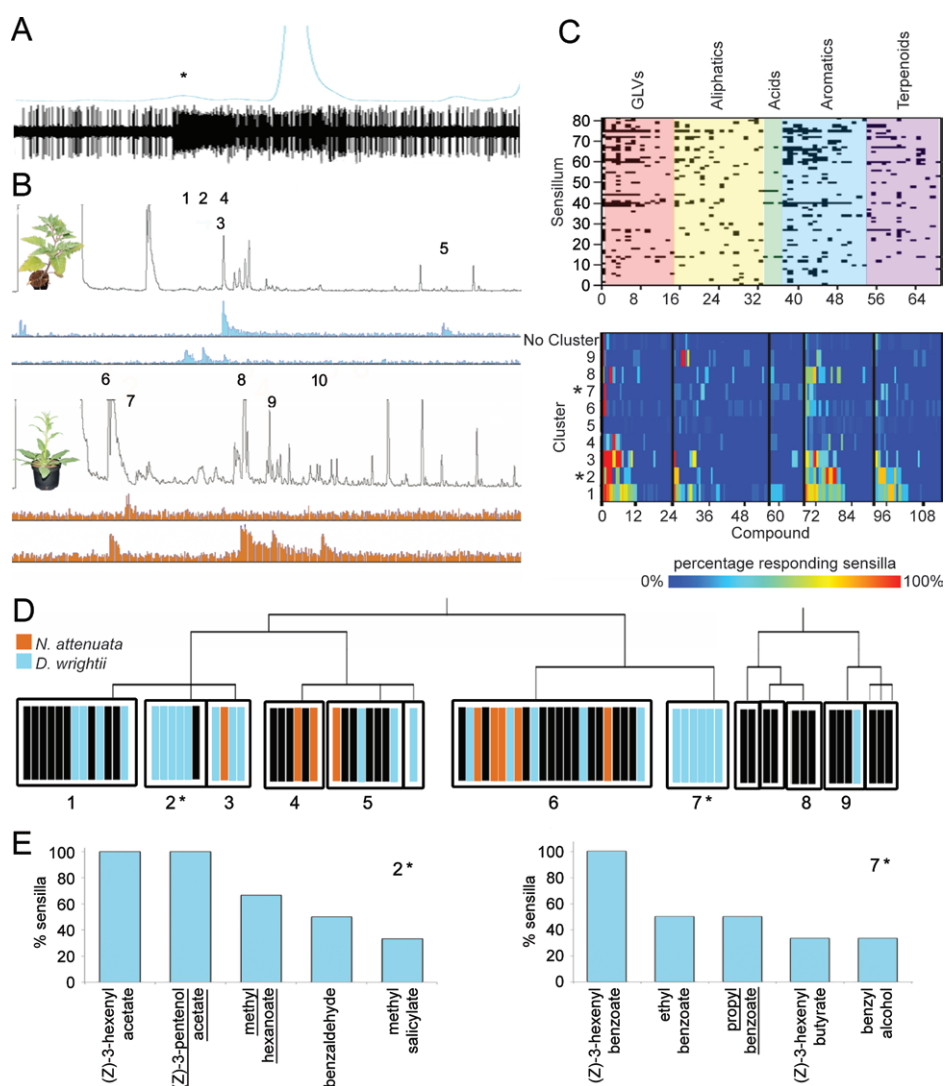 A
*
C
GLVs
Aliphatics
Acids
Aromatics
Terpenoids
Sensillum
80
70
60
50
40
30
20
10
0
0 8 16 24 32 40 48 56 64
B
1 2 4
3
5
6 8 10
7 9
No Cluster
9
8
*7
6
5
4
3
*2
1
Cluster
0 12 24 36 48 60 72 84 96 108
Compound
percentage responding sensilla
0% 100%
D
N. attenuata
D. wrightii
1 2* 3 4 5 6 7* 8 9
E
2*
% sensilla
100
80
60
40
20
0
(Z)-3-hexenyl
acetate
(Z)-3-pentenol
acetate
methyl
hexanoate
benzaldehyde
methyl
salicylate
7*
% sensilla
100
80
60
40
20
0
(Z)-3-hexenyl
benzoate
ethyl
benzoate
propyl
benzoate
(Z)-3-hexenyl
butyrate
benzyl
alcohol